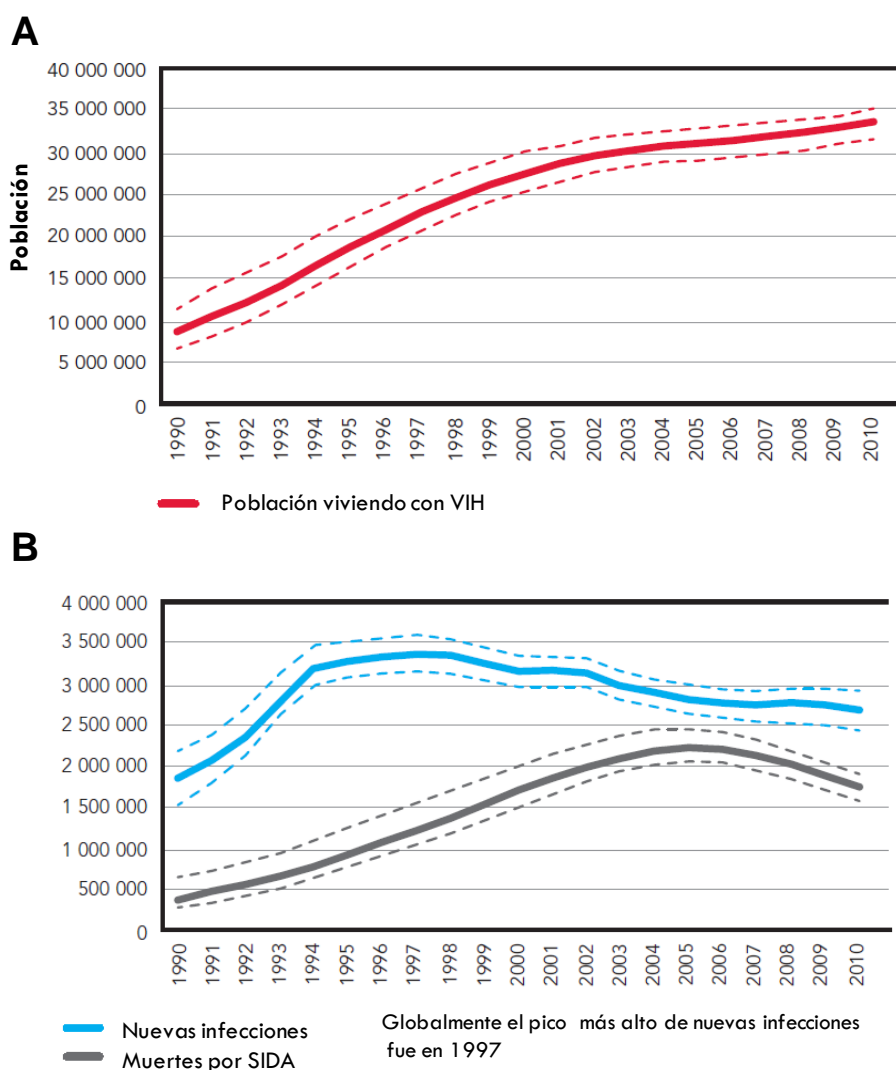 A
Población
40 000 000
35 000 000
30 000 000
25 000 000
20 000 000
15 000 000
10 000 000
5 000 000
0
1990 1991 1992 1993 1994 1995 1996 1997 1998 1999 2000 2001 2002 2003 2004 2005 2006 2007 2008 2009 2010
Población viviendo con VIH
B
4 000 000
3 500 000
3 000 000
2 500 000
2 000 000
1 500 000
1 000 000
500 000
0
1990 1991 1992 1993 1994 1995 1996 1997 1998 1999 2000 2001 2002 2003 2004 2005 2006 2007 2008 2009 2010
Nuevas infecciones
Muertes por SIDA
Globalmente el pico más alto de nuevas infecciones
fue en 1997